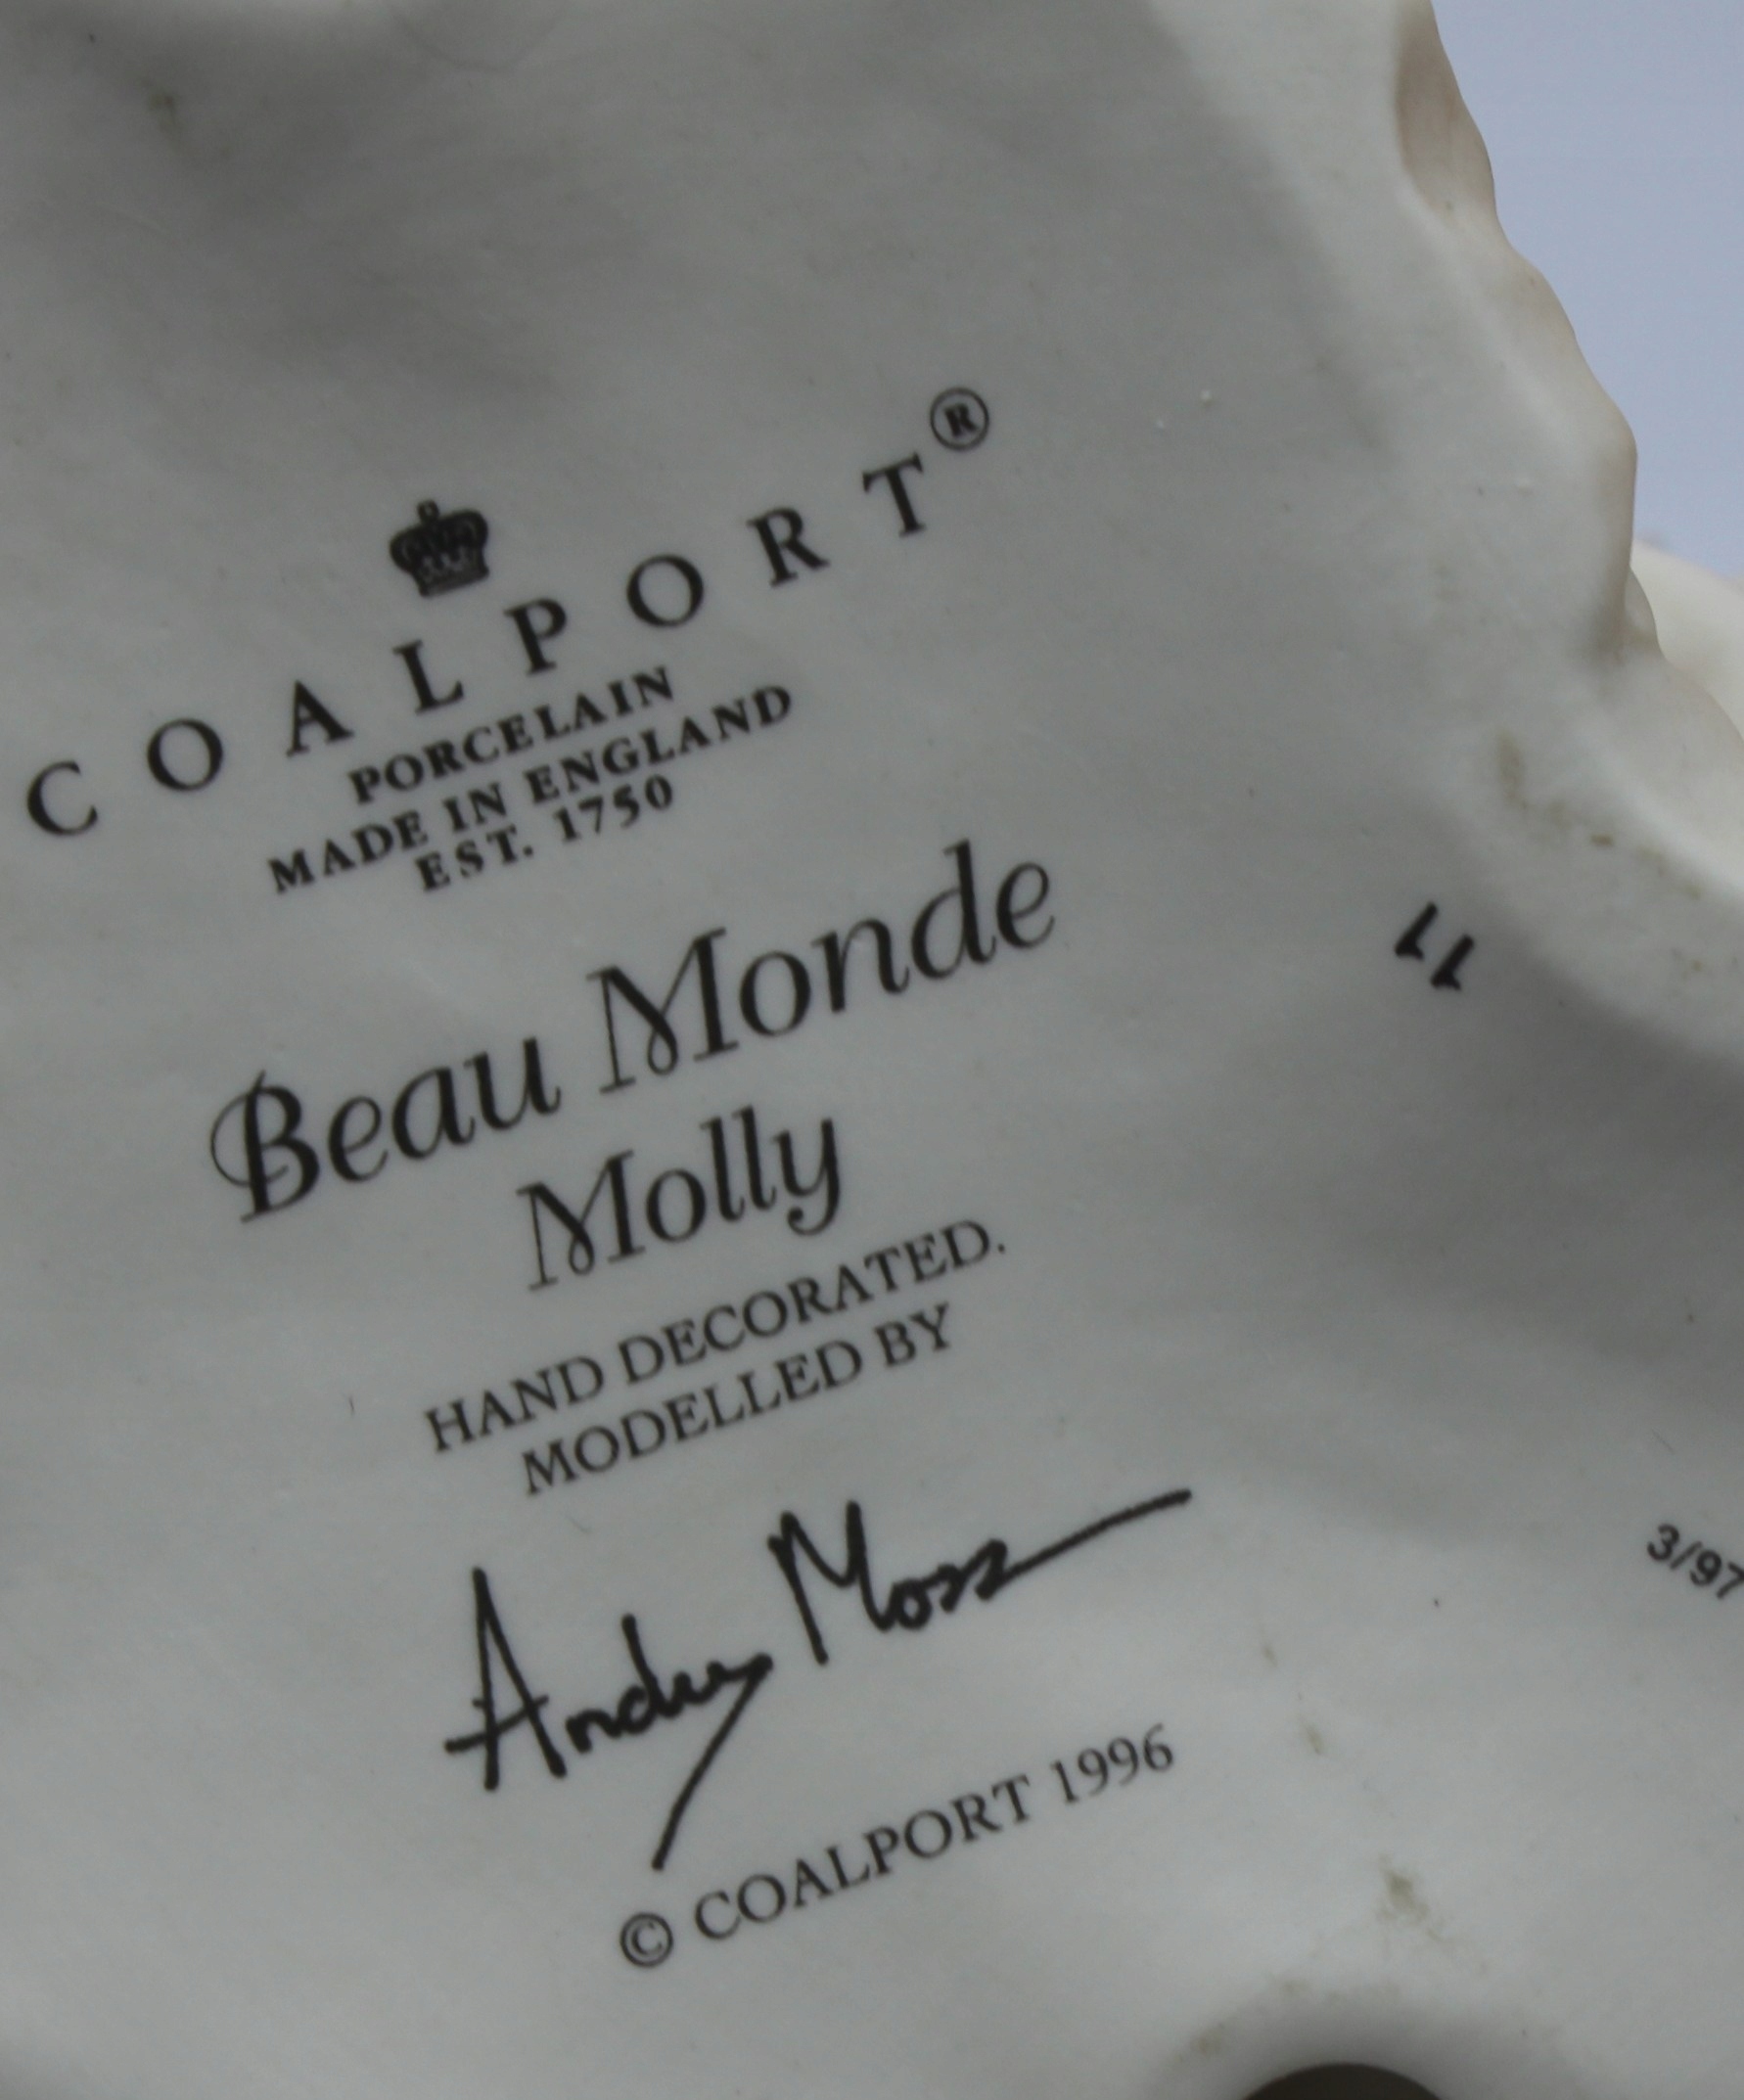 COALPORT®
PORCELAIN
MADE IN ENGLAND
EST. 1750
Beau Monde
Molly
HAND DECORATED.
MODELLED BY
Andrew Moss
© COALPORT 1996
11
3/97